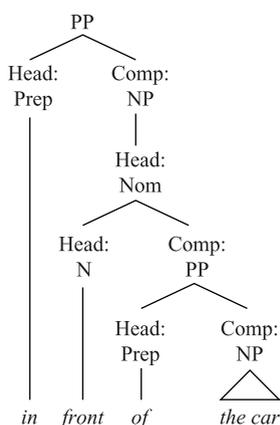 PP
Head: Comp:
Prep NP
Head:
Nom
Head: Comp:
N PP
Head: Comp:
Prep NP
in front of the car